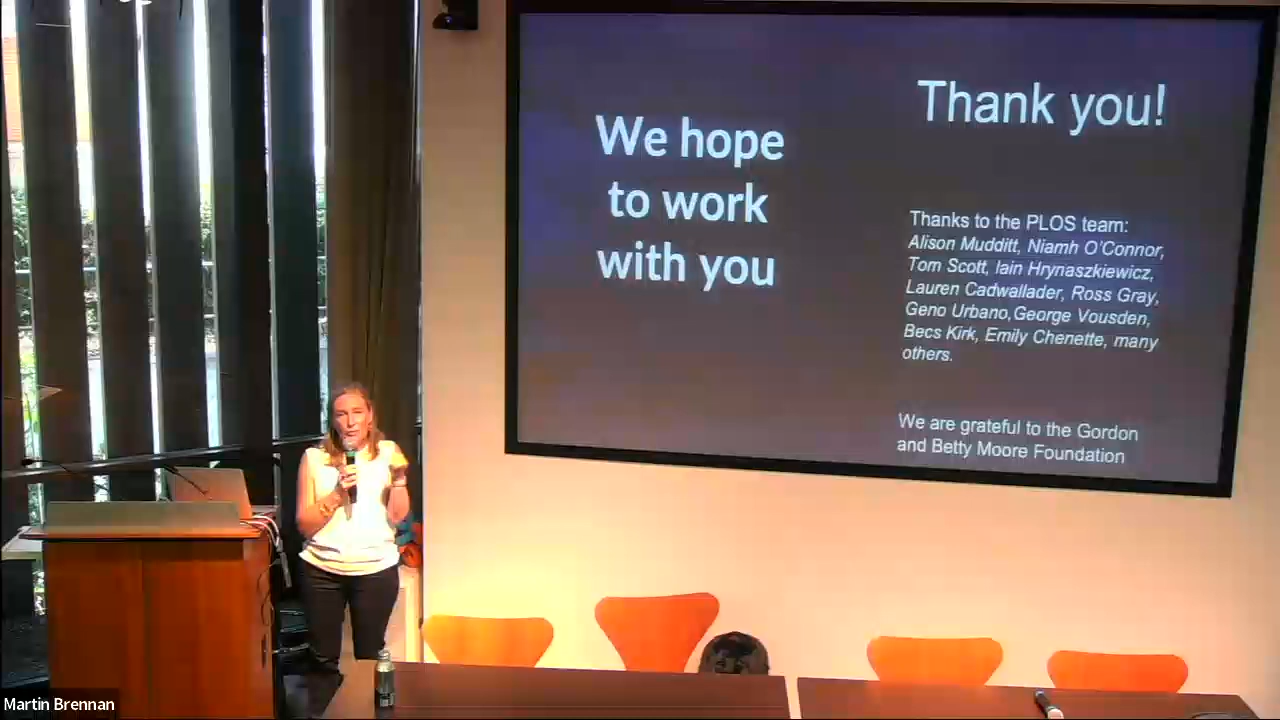 We hope
to work
with you
Thank you!
Thanks to the PLOS team:
Alison Mudditt, Niamh O'Connor,
Tom Scott, Iain Hrynaszkiewicz,
Lauren Cadwallader, Ross Gray,
Geno Urbano,George Vousden,
Becs Kirk, Emily Chenette, many
others.
We are grateful to the Gordon
and Betty Moore Foundation
Martin Brennan